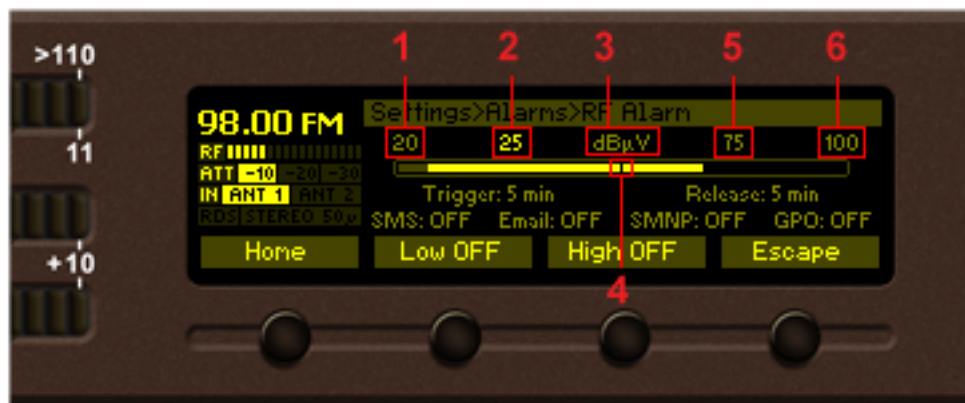 1 2 3 5 6
>110
11
+10
98.00 FM
Settings>Alarms>RF Alarm
20 25 dBµV 75 100
RF
ATT -10 -20 -30
IN ANT 1 ANT 2
RDS STEREO 50µ
Trigger: 5 min Release: 5 min
SMS: OFF Email: OFF SMNP: OFF GPO: OFF
Home Low OFF High OFF Escape
4